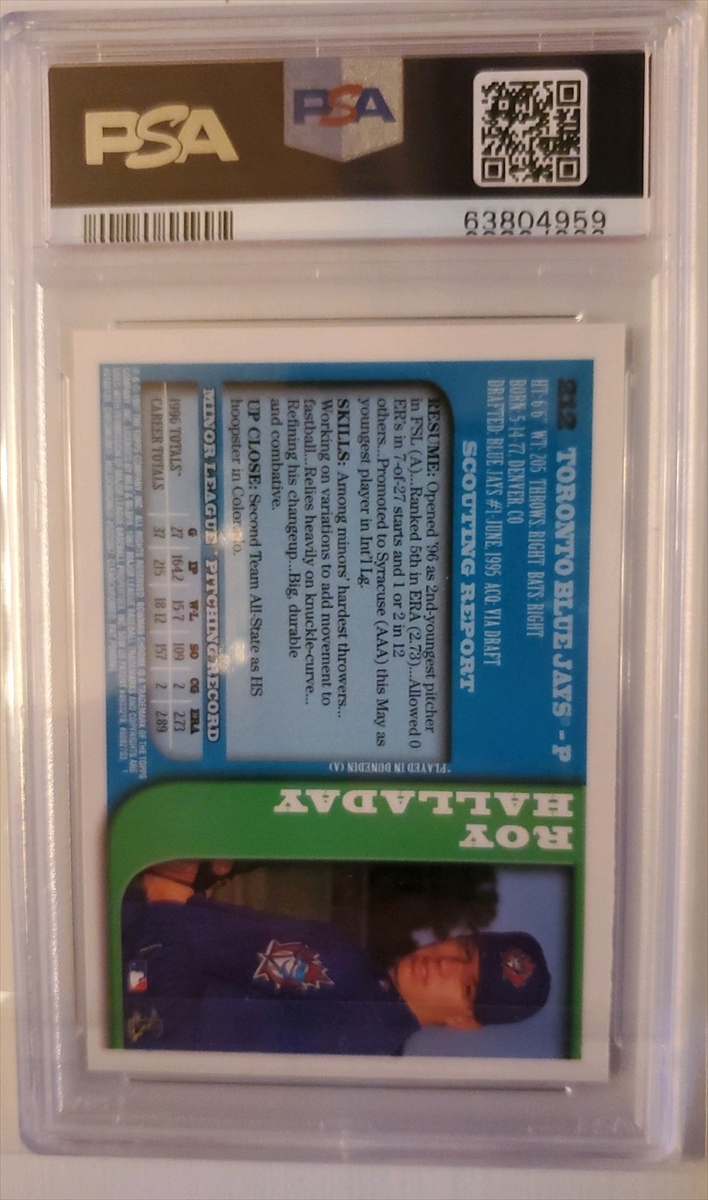 PSA
PSA
63804959
212 TORONTO BLUE JAYS® - P
HT: 6'6" WT: 205 THROWS: RIGHT BATS: RIGHT
BORN: 5-14-77, DENVER, CO
DRAFTED: BLUE JAYS #1-JUNE, 1995 ACQ: VIA DRAFT
SCOUTING REPORT
RESUME: Opened '96 as 2nd-youngest pitcher
in FSL (A)...Ranked 5th in ERA (2.73)...Allowed 0
ER's in 7-of-27 starts and 1 or 2 in 12
others...Promoted to Syracuse (AAA) this May as
youngest player in Int'l Lg.
SKILLS: Among minors' hardest throwers...
Working on variations to add movement to
fastball...Relies heavily on knuckle-curve...
Refining his changeup...Big, durable
and combative.
UP CLOSE: Second Team All-State as HS
hoopster in Colorado.
MINOR LEAGUE PITCHING RECORD
G IP W-L SO CG ERA
1996 TOTALS* 27 164.2 15-7 109 2 2.73
CAREER TOTALS 37 215 18-12 157 2 2.89
*PLAYED IN DUNEDIN (A)
ROY
HALLADAY